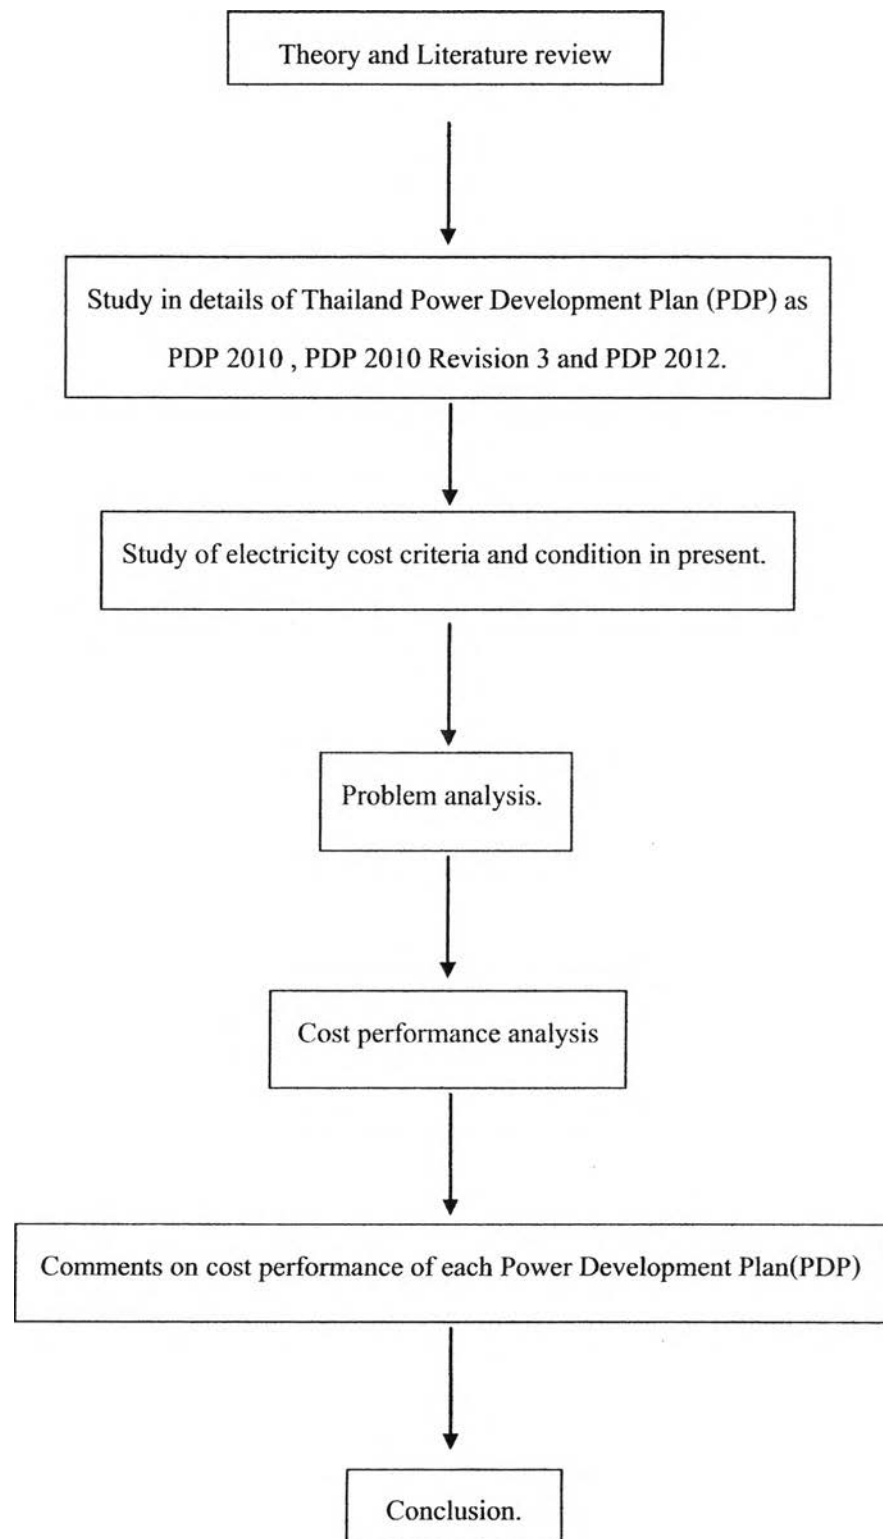 Theory and Literature review
Study in details of Thailand Power Development Plan (PDP) as
PDP 2010 , PDP 2010 Revision 3 and PDP 2012.
Study of electricity cost criteria and condition in present.
Problem analysis.
Cost performance analysis
Comments on cost performance of each Power Development Plan(PDP)
Conclusion.